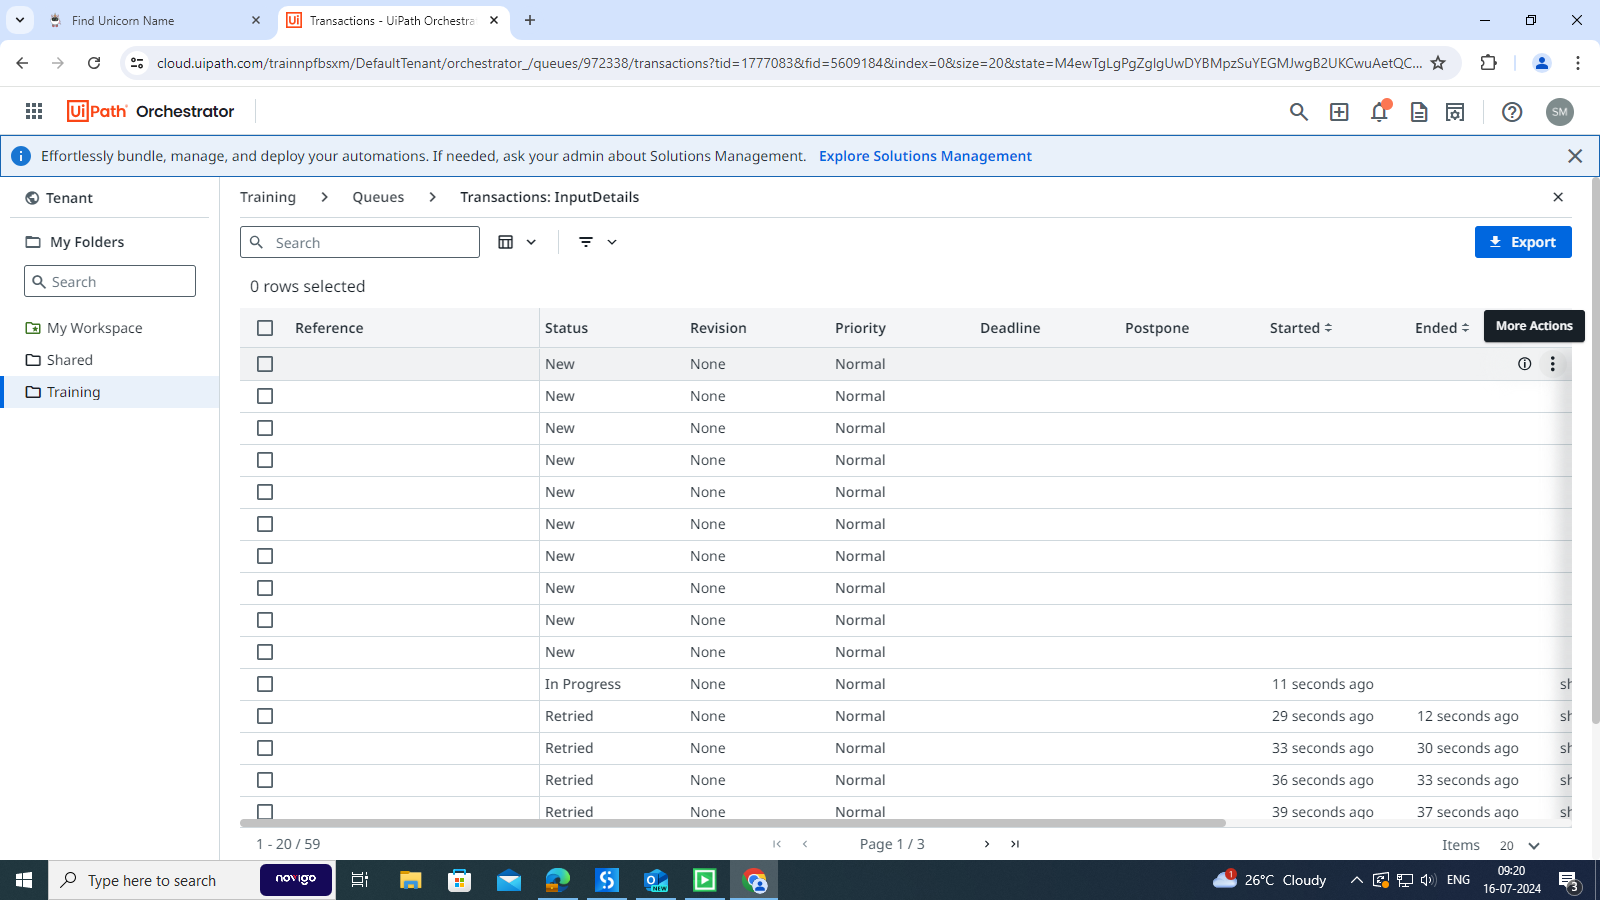 Find Unicorn Name
Transactions - UiPath Orchestra
cloud.uipath.com/trainnpfbsxm/DefaultTenant/orchestrator_/queues/972338/transactions?tid=1777083&fid=5609184&index=0&size=20&state=M4ewTgLgPgZglgUwDYBMpzSuYEGMJwgB2UKCwuAetQC...
UiPath Orchestrator
SM
Effortlessly bundle, manage, and deploy your automations. If needed, ask your admin about Solutions Management. Explore Solutions Management
Tenant
My Folders
Search
My Workspace
Shared
Training
Training > Queues > Transactions: InputDetails
Search
Export
0 rows selected
Reference Status Revision Priority Deadline Postpone Started Ended
More Actions
New None Normal
New None Normal
New None Normal
New None Normal
New None Normal
New None Normal
New None Normal
New None Normal
New None Normal
New None Normal
In Progress None Normal 11 seconds ago sh
Retried None Normal 29 seconds ago 12 seconds ago sh
Retried None Normal 33 seconds ago 30 seconds ago sh
Retried None Normal 36 seconds ago 33 seconds ago sh
Retried None Normal 39 seconds ago 37 seconds ago sh
1 - 20 / 59
Page 1 / 3
Items 20
Type here to search
novigo
NEW
1
26°C Cloudy
ENG
09:20
16-07-2024
3